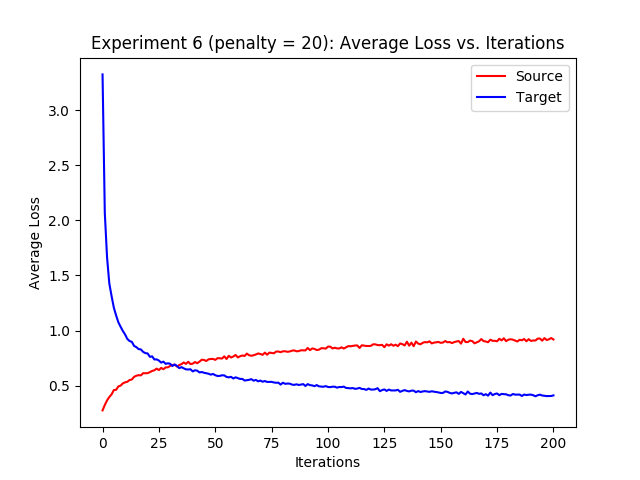 Experiment 6 (penalty = 20): Average Loss vs. Iterations
Source
Target
Average Loss
3.0
2.5
2.0
1.5
1.0
0.5
0 25 50 75 100 125 150 175 200
Iterations